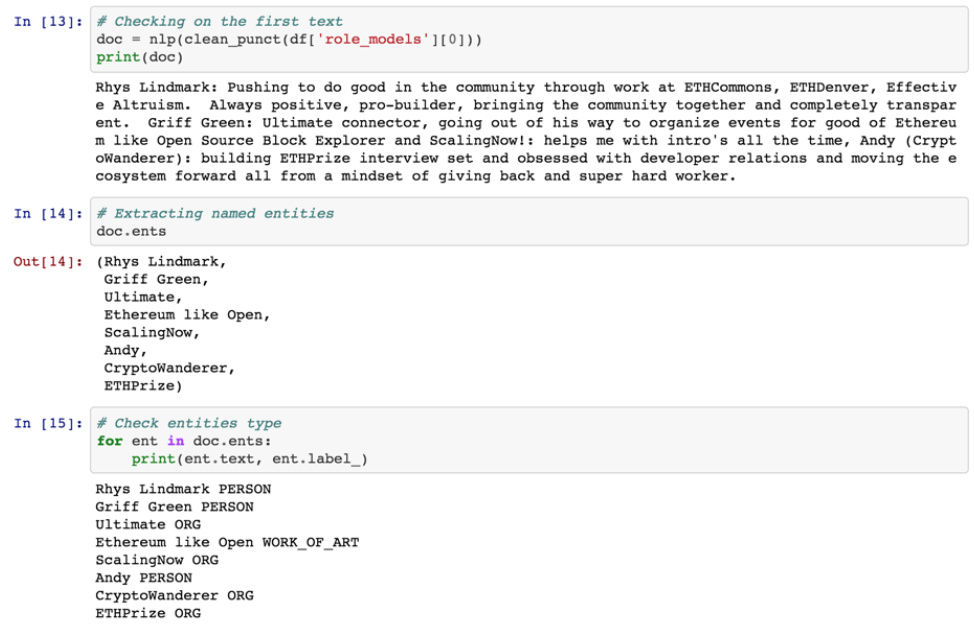 In [13]: # Checking on the first text
doc = nlp(clean_punct(df['role_models'][0]))
print(doc)
Rhys Lindmark: Pushing to do good in the community through work at ETHCommons, ETHDenver, Effectiv
e Altruism.  Always positive, pro-builder, bringing the community together and completely transpar
ent.  Griff Green: Ultimate connector, going out of his way to organize events for good of Ethereu
m like Open Source Block Explorer and ScalingNow!: helps me with intro's all the time, Andy (Crypt
oWanderer): building ETHPrize interview set and obsessed with developer relations and moving the e
cosystem forward all from a mindset of giving back and super hard worker.
In [14]: # Extracting named entities
doc.ents
Out[14]: (Rhys Lindmark,
Griff Green,
Ultimate,
Ethereum like Open,
ScalingNow,
Andy,
CryptoWanderer,
ETHPrize)
In [15]: # Check entities type
for ent in doc.ents:
    print(ent.text, ent.label_)
Rhys Lindmark PERSON
Griff Green PERSON
Ultimate ORG
Ethereum like Open WORK_OF_ART
ScalingNow ORG
Andy PERSON
CryptoWanderer ORG
ETHPrize ORG